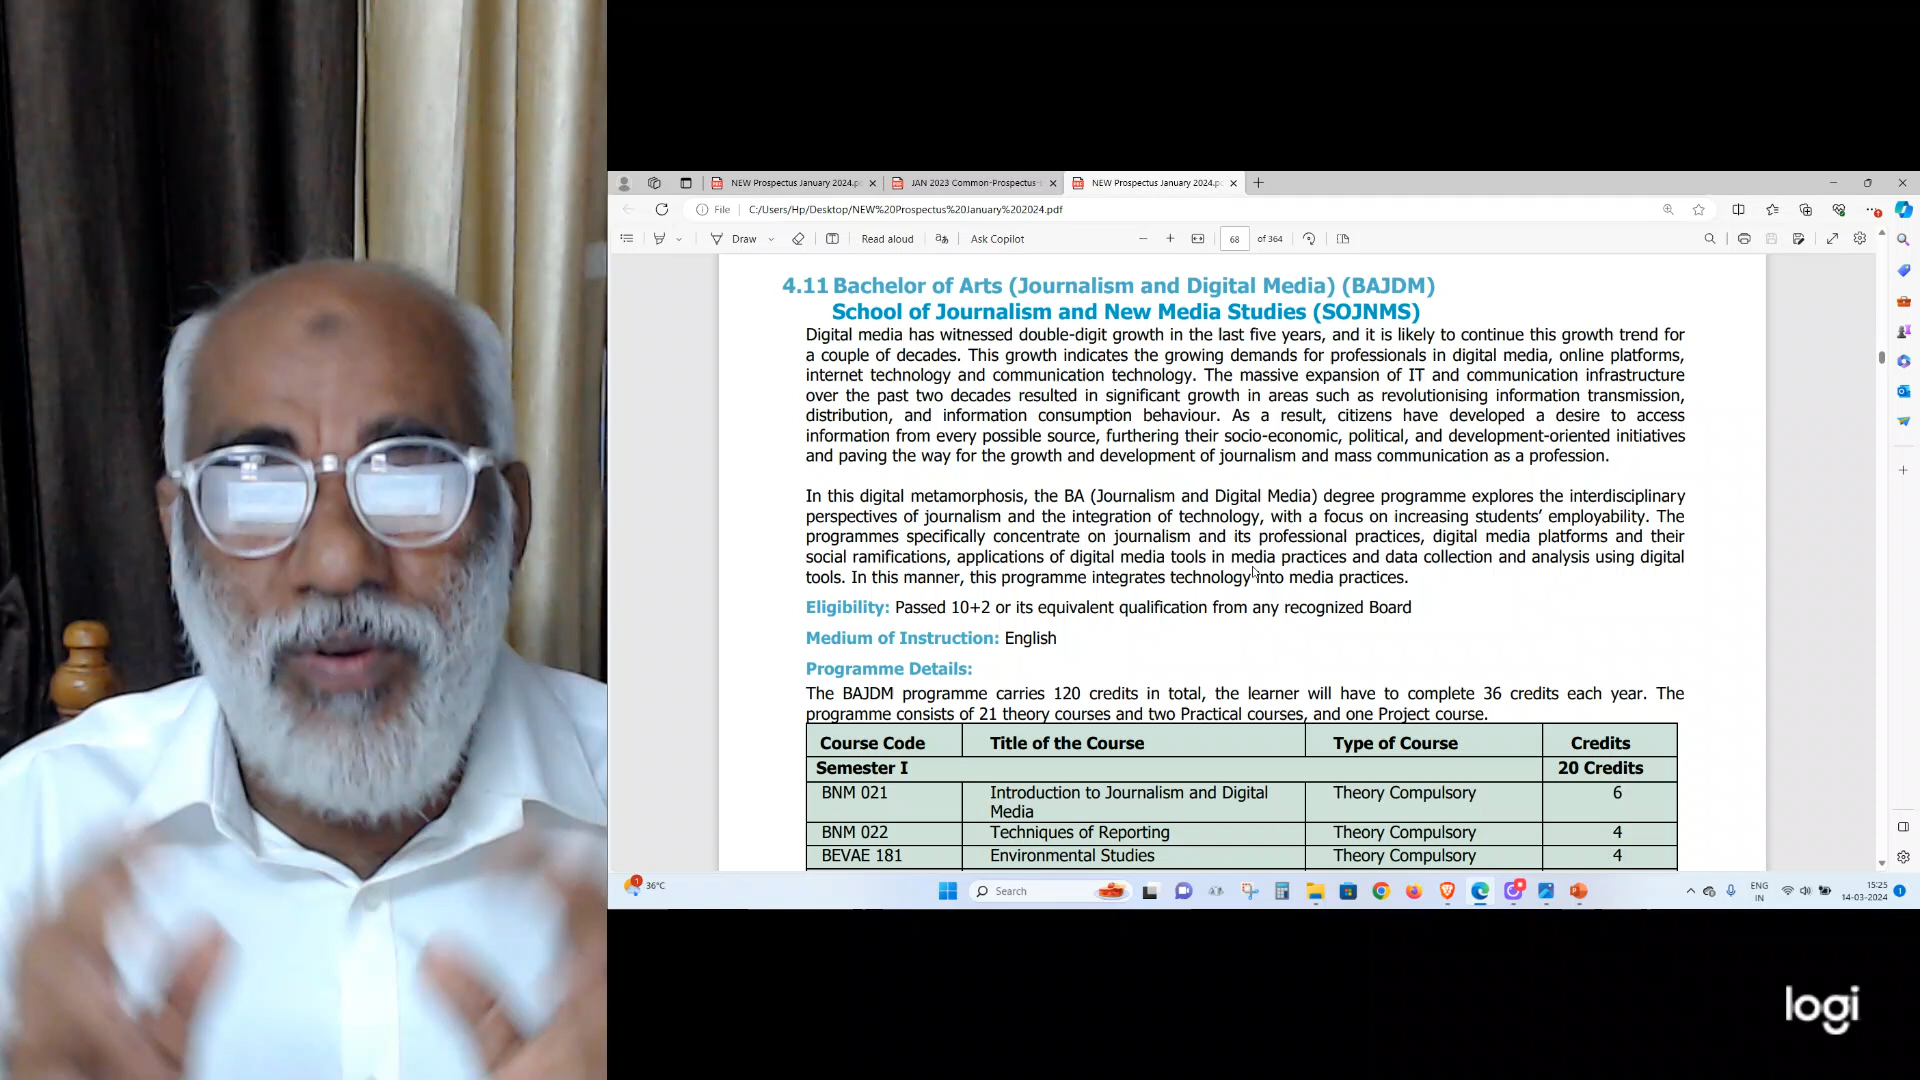 NEW Prospectus January 2024.p
JAN 2023 Common-Prospectus-
NEW Prospectus January 2024.p
File C:/Users/Hp/Desktop/NEW%20Prospectus%20January%202024.pdf
Draw Read aloud Ask Copilot 68 of 364
4.11 Bachelor of Arts (Journalism and Digital Media) (BAJDM)
School of Journalism and New Media Studies (SOJNMS)
Digital media has witnessed double-digit growth in the last five years, and it is likely to continue this growth trend for
a couple of decades. This growth indicates the growing demands for professionals in digital media, online platforms,
internet technology and communication technology. The massive expansion of IT and communication infrastructure
over the past two decades resulted in significant growth in areas such as revolutionising information transmission,
distribution, and information consumption behaviour. As a result, citizens have developed a desire to access
information from every possible source, furthering their socio-economic, political, and development-oriented initiatives
and paving the way for the growth and development of journalism and mass communication as a profession.
In this digital metamorphosis, the BA (Journalism and Digital Media) degree programme explores the interdisciplinary
perspectives of journalism and the integration of technology, with a focus on increasing students' employability. The
programmes specifically concentrate on journalism and its professional practices, digital media platforms and their
social ramifications, applications of digital media tools in media practices and data collection and analysis using digital
tools. In this manner, this programme integrates technology into media practices.
Eligibility: Passed 10+2 or its equivalent qualification from any recognized Board
Medium of Instruction: English
Programme Details:
The BAJDM programme carries 120 credits in total, the learner will have to complete 36 credits each year. The
programme consists of 21 theory courses and two Practical courses, and one Project course.
Course Code Title of the Course Type of Course Credits
Semester I 20 Credits
BNM 021 Introduction to Journalism and Digital Theory Compulsory 6
Media
BNM 022 Techniques of Reporting Theory Compulsory 4
BEVAE 181 Environmental Studies Theory Compulsory 4
1 36°C Search ENG 15:25
IN 14-03-2024 1
logi